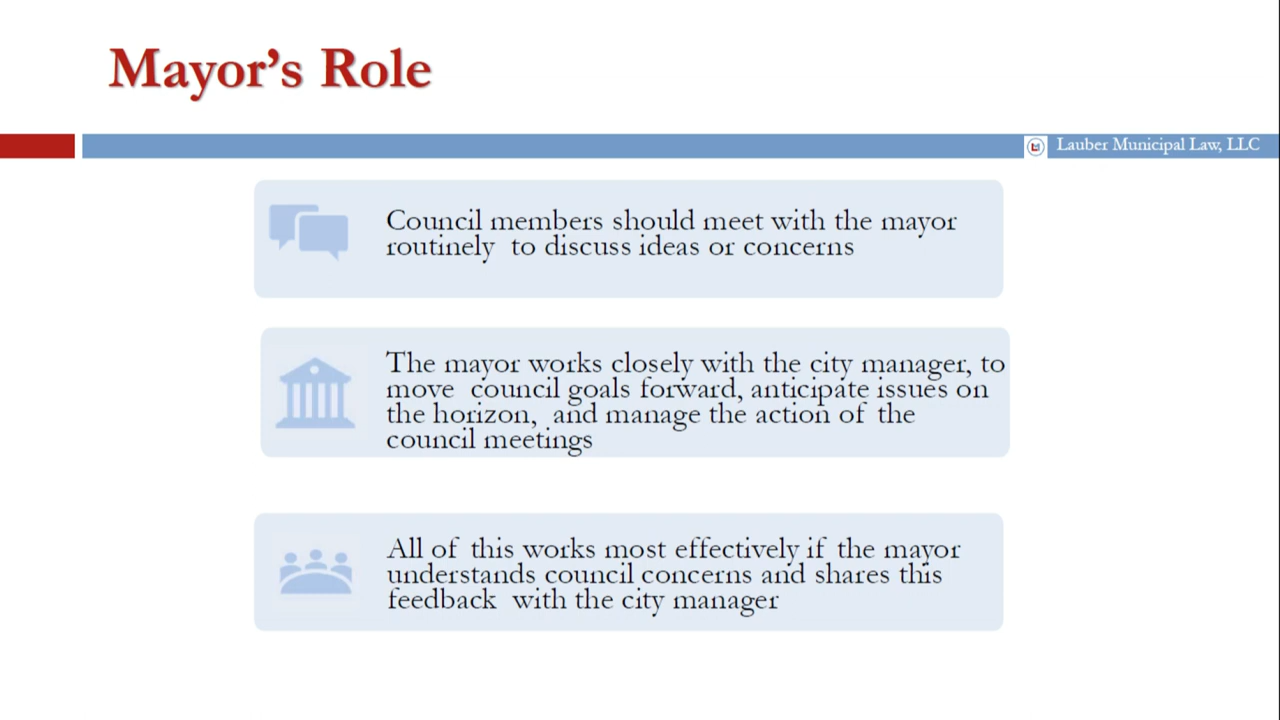 Mayor's Role
Lauber Municipal Law, LLC
Council members should meet with the mayor
routinely to discuss ideas or concerns
The mayor works closely with the city manager, to
move council goals forward, anticipate issues on
the horizon, and manage the action of the
council meetings
All of this works most effectively if the mayor
understands council concerns and shares this
feedback with the city manager